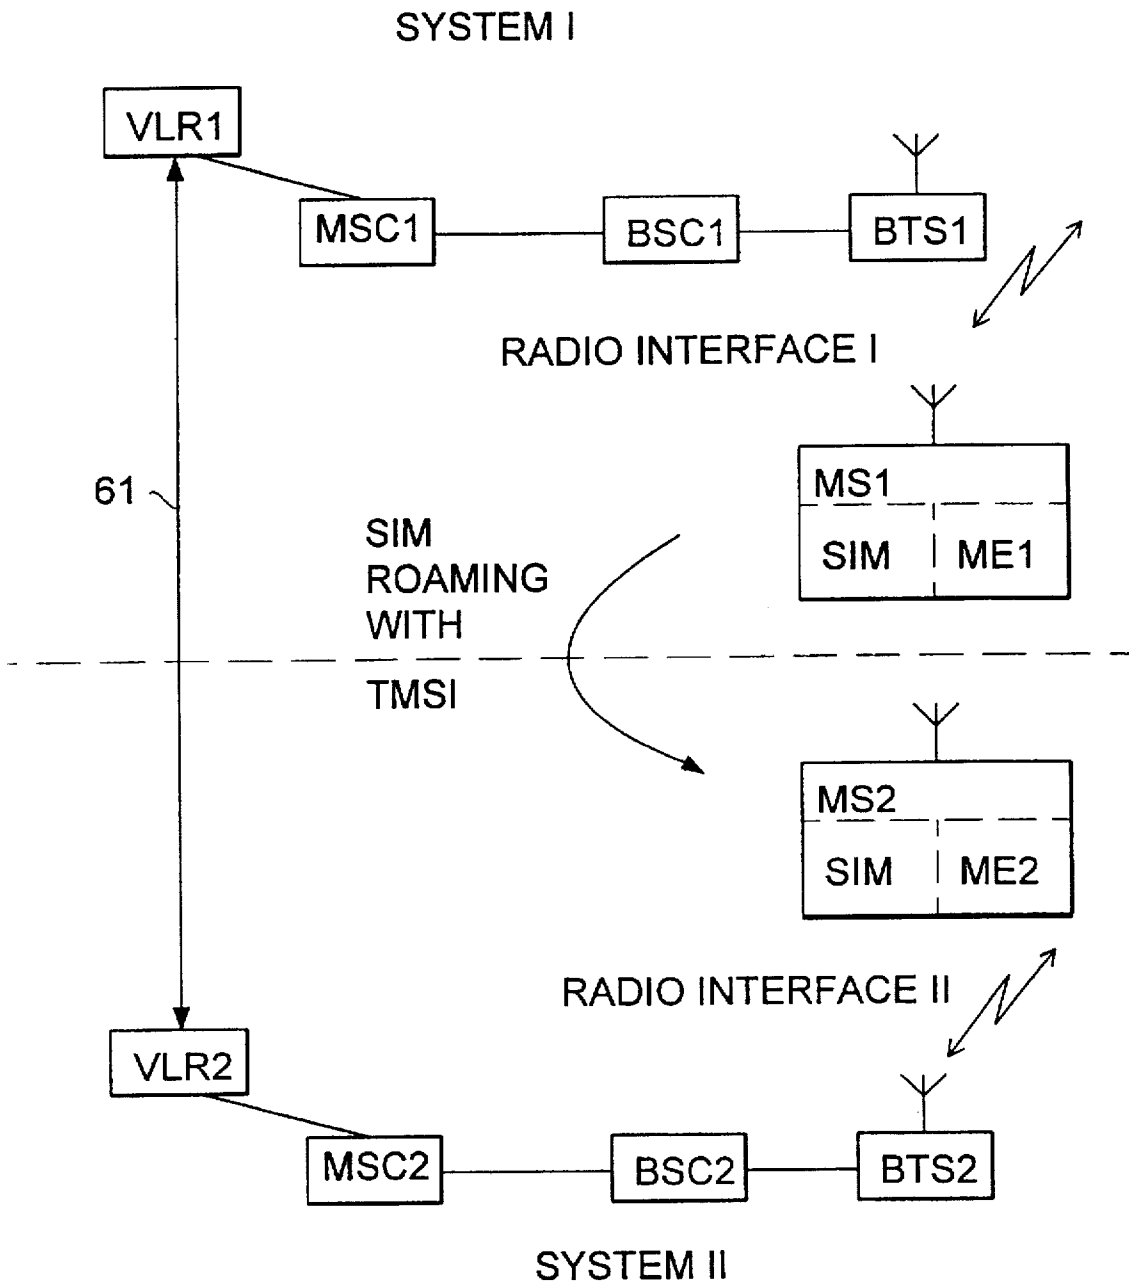 SYSTEM I
VLR1
MSC1
BSC1
BTS1
RADIO INTERFACE I
MS1
SIM
ME1
61
SIM
ROAMING
WITH
TMSI
MS2
SIM
ME2
RADIO INTERFACE II
VLR2
MSC2
BSC2
BTS2
SYSTEM II